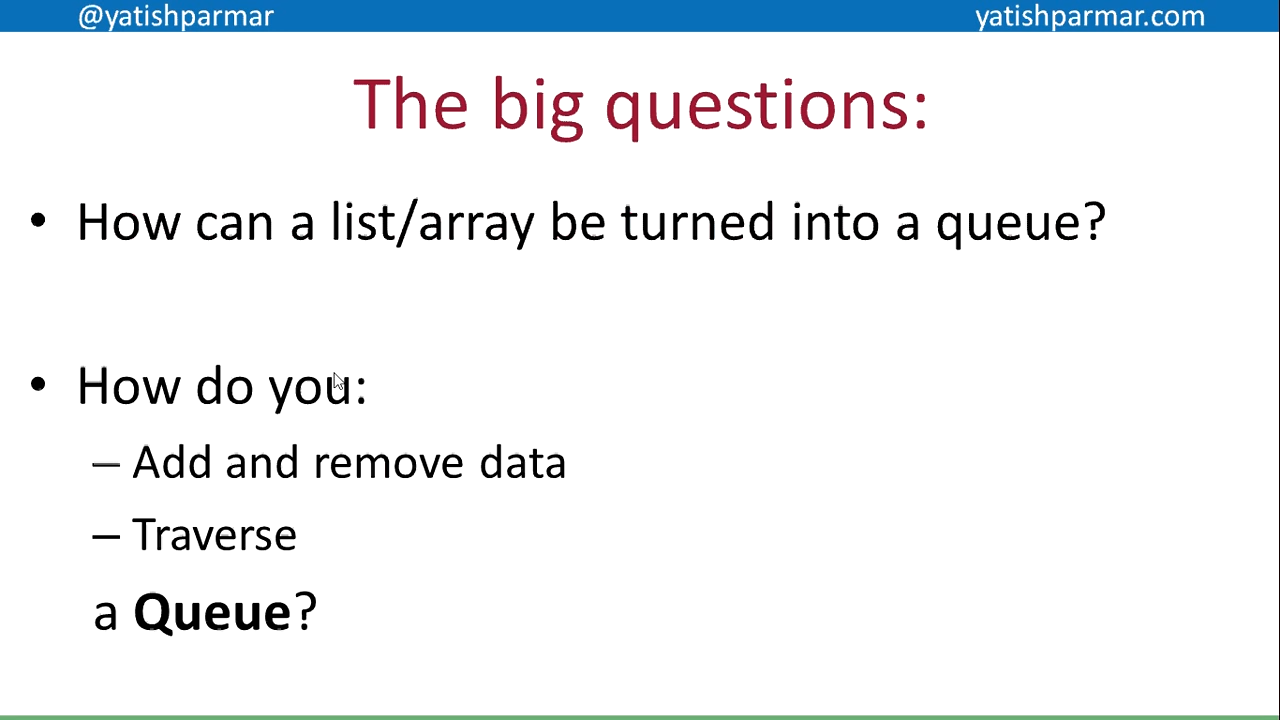 @yatishparmar
yatishparmar.com
The big questions:
• How can a list/array be turned into a queue?
• How do you:
– Add and remove data
– Traverse
a Queue?